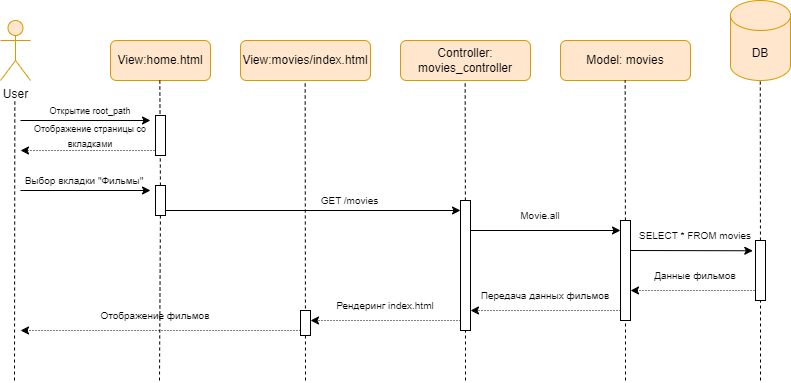 User
View:home.html
View:movies/index.html
Controller:
movies_controller
Model: movies
DB
Открытие root_path
Отображение страницы со
вкладками
Выбор вкладки "Фильмы"
GET /movies
Movie.all
SELECT * FROM movies
Данные фильмов
Передача данных фильмов
Рендеринг index.html
Отображение фильмов